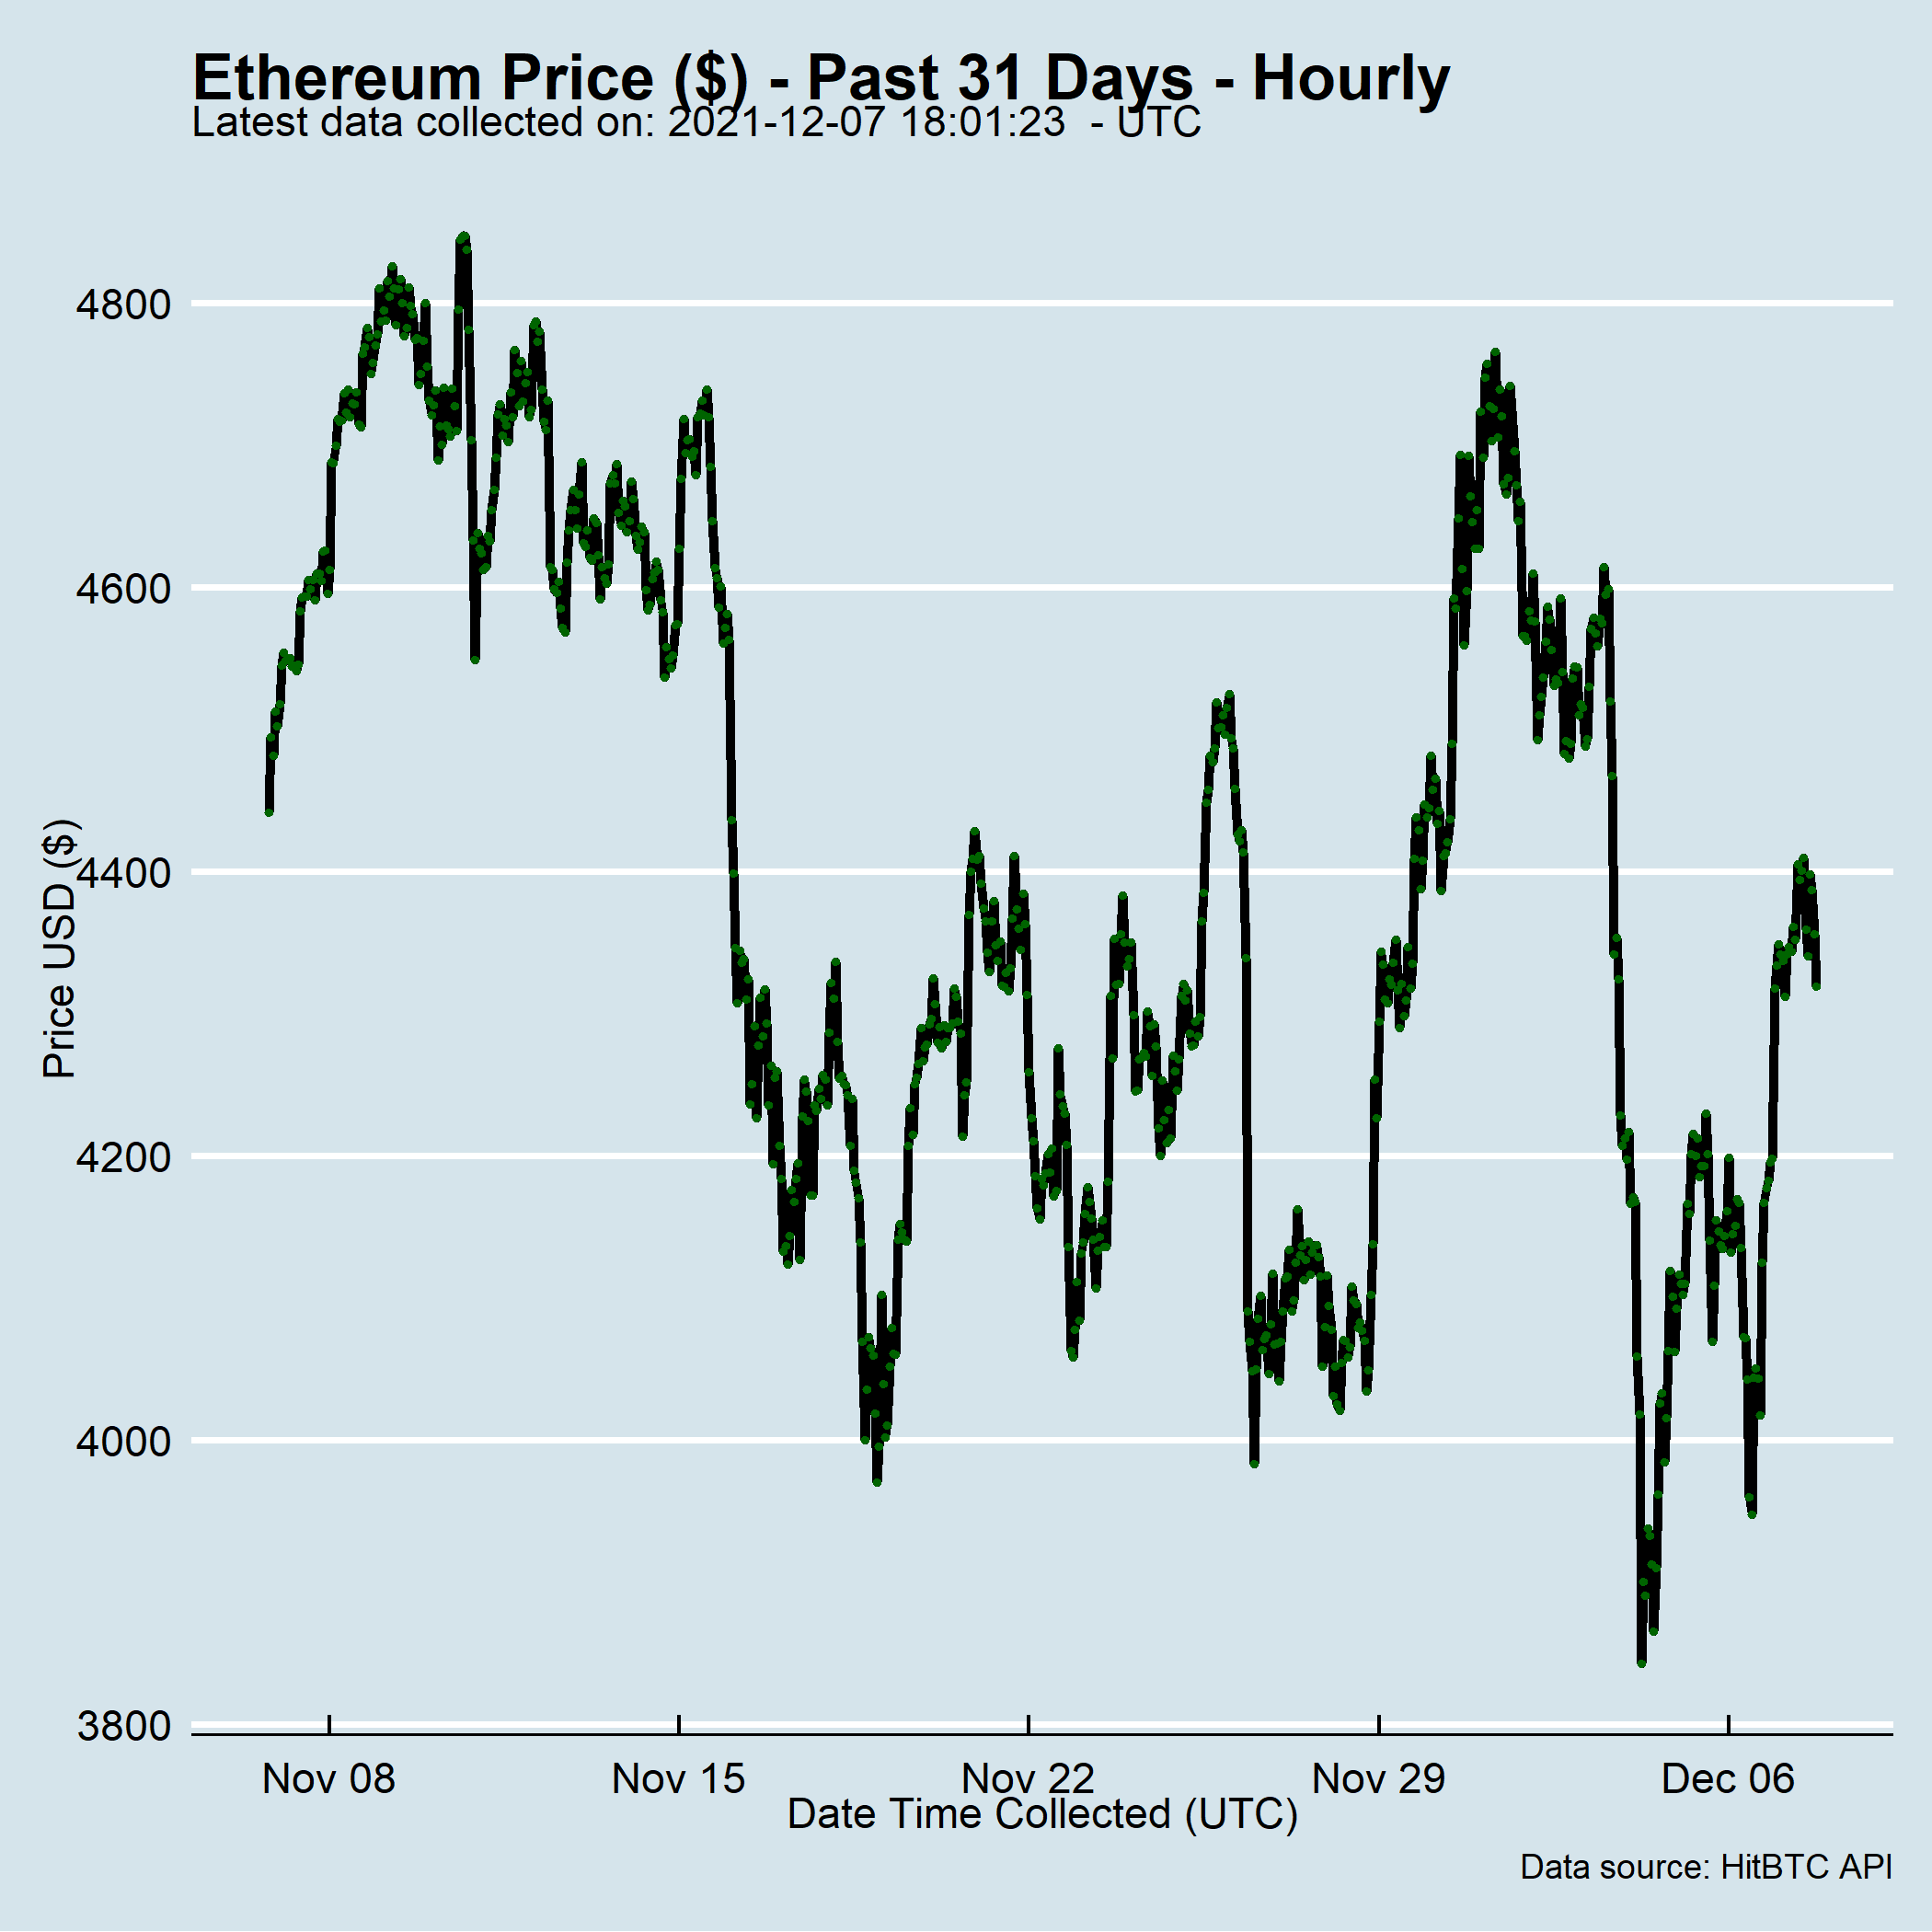 Ethereum Price ($) - Past 31 Days - Hourly
Latest data collected on: 2021-12-07 18:01:23  - UTC
Price USD ($)
4800
4600
4400
4200
4000
3800
Nov 08
Nov 15
Nov 22
Nov 29
Dec 06
Date Time Collected (UTC)
Data source: HitBTC API